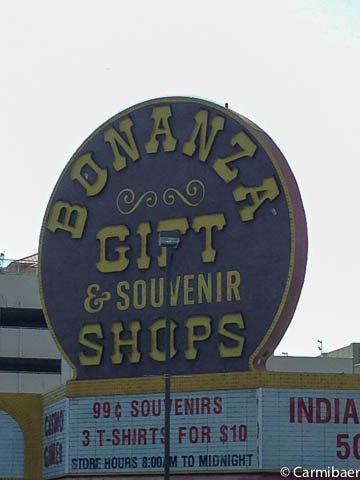 BONANZA
GIFT
& SOUVENIR
SHOPS
CASINO
GAMES
99¢ SOUVENIRS
3 T-SHIRTS FOR $10
STORE HOURS 8:00AM TO MIDNIGHT
INDIA
50
© Carmibaer